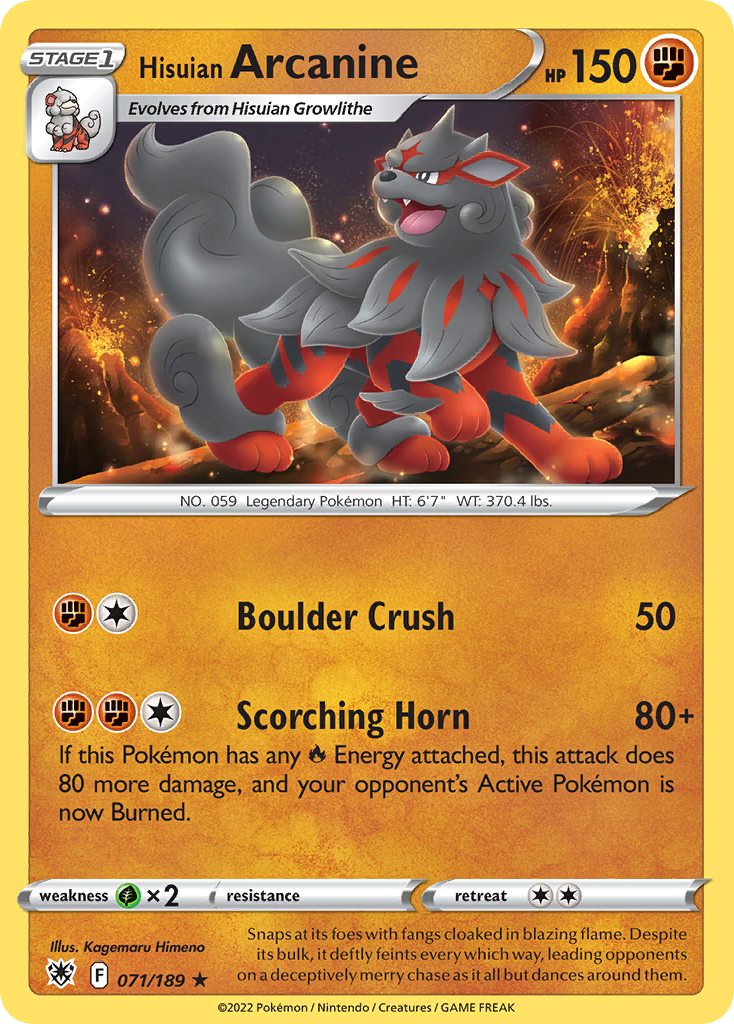 STAGE 1
Hisuian Arcanine
HP 150
Evolves from Hisuian Growlithe
NO. 059 Legendary Pokémon HT: 6'7" WT: 370.4 lbs.
Boulder Crush 50
Scorching Horn 80+
If this Pokémon has any Energy attached, this attack does
80 more damage, and your opponent's Active Pokémon is
now Burned.
weakness ×2 resistance retreat
Illus. Kagemaru Himeno
Snaps at its foes with fangs cloaked in blazing flame. Despite
its bulk, it deftly feints every which way, leading opponents
on a deceptively merry chase as it all but dances around them.
F 071/189 ★
©2022 Pokémon / Nintendo / Creatures / GAME FREAK